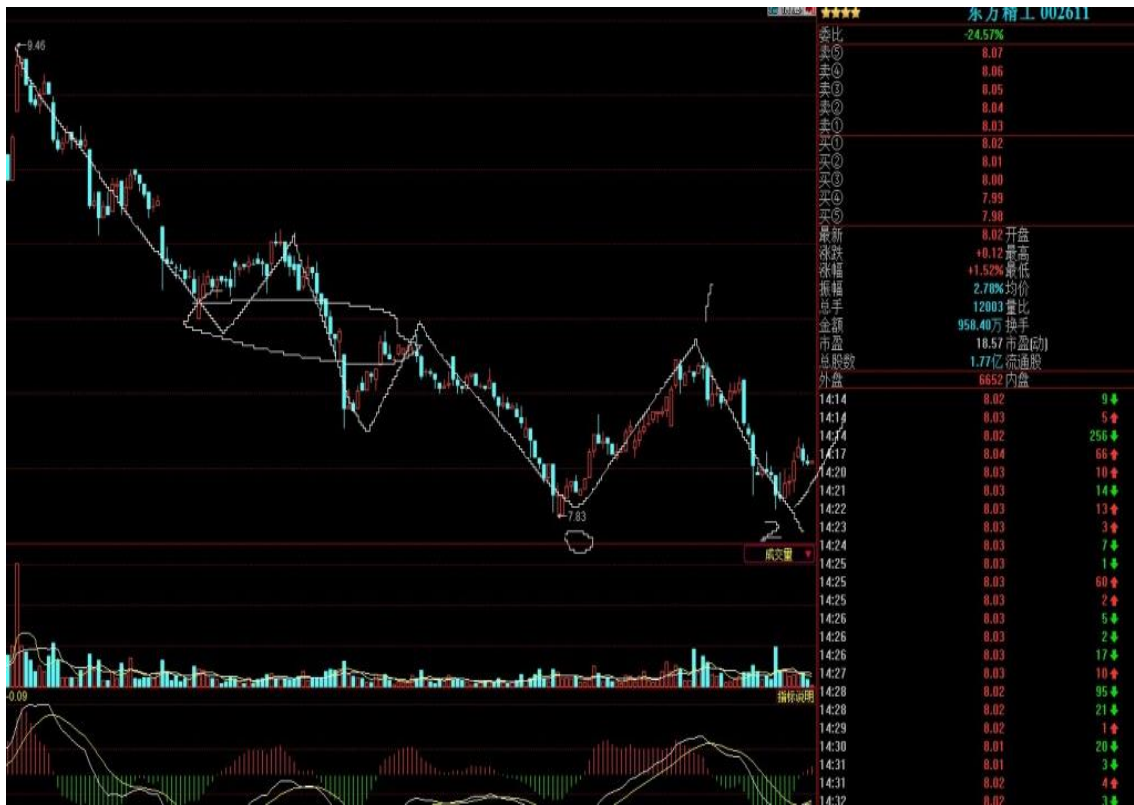 9.46
7.83
2
成交量
-0.09
指标说明
东方精工 002611
委比 -24.57%
卖⑤ 8.07
卖④ 8.06
卖③ 8.05
卖② 8.04
卖① 8.03
买① 8.02
买② 8.01
买③ 8.00
买④ 7.99
买⑤ 7.98
最新 8.02 开盘
涨跌 +0.12 最高
涨幅 +1.52% 最低
振幅 2.78% 均价
总手 12003 量比
金额 958.40万 换手
市盈 18.57 市盈(动)
总股数 1.77亿 流通股
外盘 6652 内盘
14:14 8.02 9
14:14 8.03 5
14:14 8.02 256
14:17 8.04 66
14:20 8.03 10
14:21 8.03 14
14:22 8.03 13
14:23 8.03 3
14:24 8.03 7
14:25 8.03 1
14:25 8.03 60
14:25 8.03 2
14:26 8.03 5
14:26 8.03 2
14:26 8.03 17
14:27 8.03 10
14:28 8.02 95
14:28 8.02 21
14:29 8.02 1
14:30 8.01 20
14:31 8.01 3
14:31 8.02 4
14:32 8.02 3